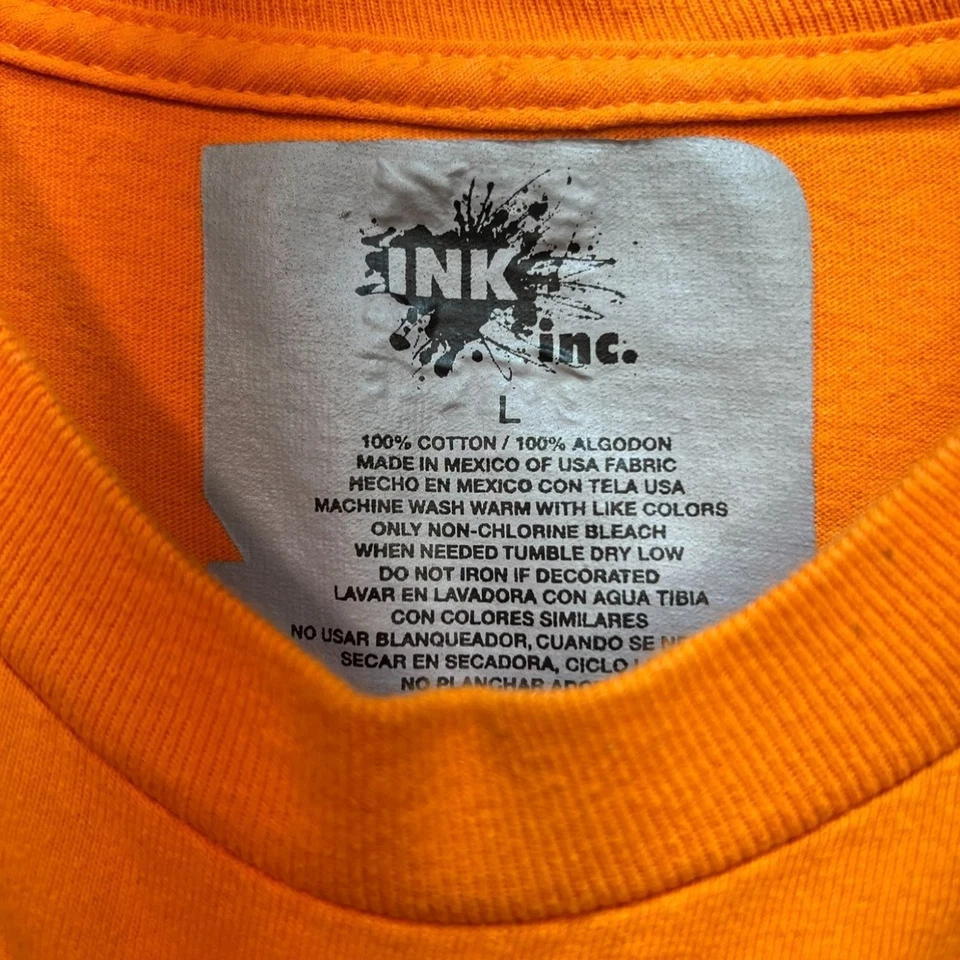 INK
inc.
L
100% COTTON / 100% ALGODON
MADE IN MEXICO OF USA FABRIC
HECHO EN MEXICO CON TELA USA
MACHINE WASH WARM WITH LIKE COLORS
ONLY NON-CHLORINE BLEACH
WHEN NEEDED TUMBLE DRY LOW
DO NOT IRON IF DECORATED
LAVAR EN LAVADORA CON AGUA TIBIA
CON COLORES SIMILARES
NO USAR BLANQUEADOR, CUANDO SE
SECAR EN SECADORA, CICLO
NO PLANCHAR